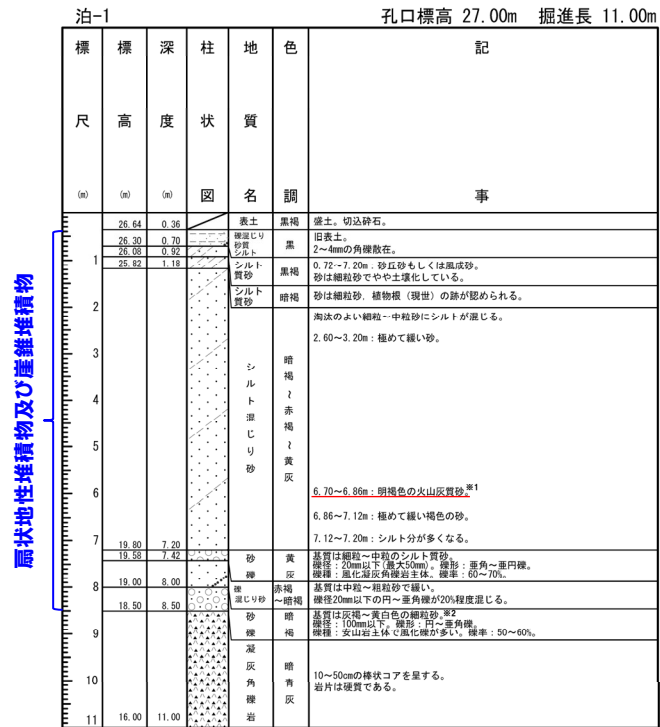 泊-1
孔口標高 27.00m 掘進長 11.00m
標尺(m)
標高(m)
深度(m)
柱状図
地質名
色調
記事
26.64 0.36 表土 黒褐 盛土。切込砕石。
26.30 0.70 礫混じり砂質シルト 黒 旧表土。
2~4mmの角礫散在。
26.08 0.92
25.82 1.18
1
シルト質砂 黒褐 0.72~7.20m. 砂丘砂もしくは風成砂。
砂は細粒砂でやや土壌化している。
シルト質砂 暗褐 砂は細粒砂. 植物根（現世）の跡が認められる。
2
シルト混じり砂 暗褐~赤褐~黄灰 淘汰のよい細粒~中粒砂にシルトが混じる。
2.60~3.20m:極めて緩い砂。
3
4
5
6
6.70~6.86m:明褐色の火山灰質砂。※1
6.86~7.12m:極めて緩い褐色の砂。
7
7.12~7.20m:シルト分が多くなる。
19.80 7.20
19.58 7.42 砂礫 黄灰 基質は細粒~中粒のシルト質砂。
礫径:20mm以下(最大50mm)。礫形:亜角~亜円礫。
礫種:風化凝灰角礫岩主体。礫率:60~70%。
19.00 8.00
8
礫混じり砂 赤褐~暗褐 基質は中粒~粗粒砂で緩い。
礫径20mm以下の円~亜角礫が20%程度混じる。
18.50 8.50 砂礫 暗褐 基質は灰褐~黄白色の細粒砂。※2
礫径:100mm以下。礫形:円~亜角礫。
礫種:安山岩主体で風化礫が多い。礫率:50~60%。
9
凝灰角礫岩 暗青灰 10~50cmの棒状コアを呈する。
岩片は硬質である。
10
11 16.00 11.00
扇状地性堆積物及び崖錐堆積物